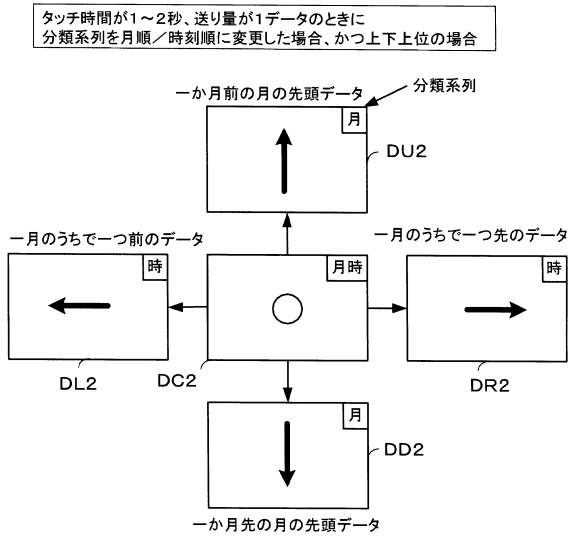 タッチ時間が1～2秒、送り量が1データのときに
分類系列を月順／時刻順に変更した場合、かつ上下上位の場合
一か月前の月の先頭データ
分類系列
月
DU2
一月のうちで一つ前のデータ
一月のうちで一つ先のデータ
時
月時
時
DL2
DC2
DR2
月
DD2
一か月先の月の先頭データ